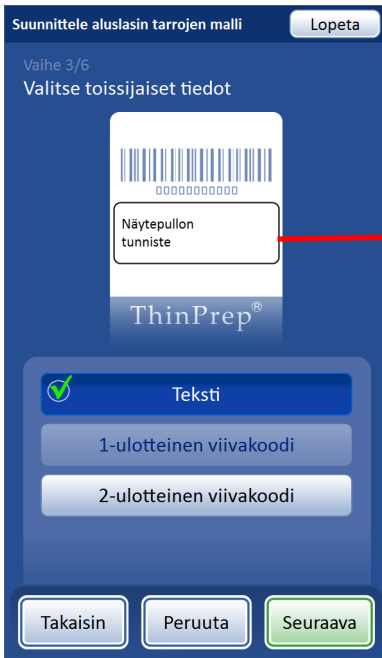 Suunnittele aluslasin tarrojen malli
Lopeta
Vaihe 3/6
Valitse toissijaiset tiedot
00000000000
Näytepullon
tunniste
ThinPrep®
Teksti
1-ulotteinen viivakoodi
2-ulotteinen viivakoodi
Takaisin
Peruuta
Seuraava